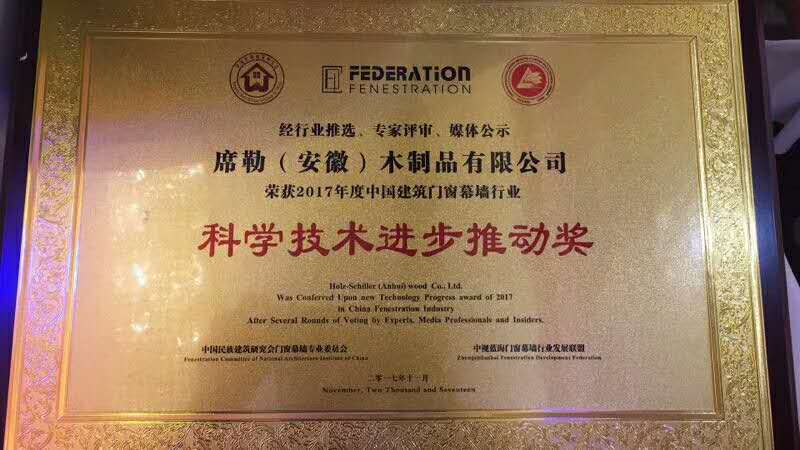 FEDERATION
FENESTRATION
经行业推选、专家评审、媒体公示
席勒（安徽）木制品有限公司
荣获2017年度中国建筑门窗幕墙行业
科学技术进步推动奖
Holz-Schiller (Anhui) wood Co., Ltd.
Was Conferred Upon new Technology Progress award of 2017
in China Fenestration Industry
After Several Rounds of Voting by Experts, Media Professionals and Insiders.
中国民族建筑研究会门窗幕墙专业委员会
Fenestration Committee of National Architecture Institute of China
中视蓝海门窗幕墙行业发展联盟
Zhongshilanhai Fenestration Development Federation
二〇一七年十一月
November, Two Thousand and Seventeen